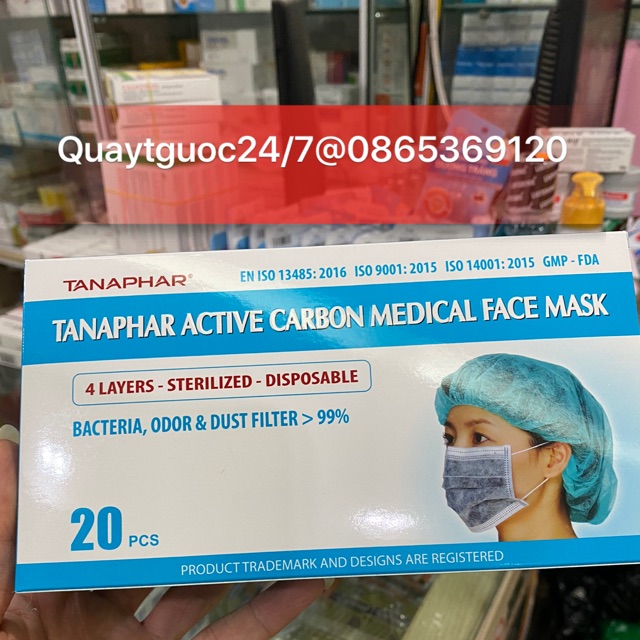 Quaytguoc24/7@0865369120
TANAPHAR®
EN ISO 13485: 2016 ISO 9001: 2015 ISO 14001: 2015 GMP - FDA
TANAPHAR ACTIVE CARBON MEDICAL FACE MASK
4 LAYERS - STERILIZED - DISPOSABLE
BACTERIA, ODOR & DUST FILTER > 99%
20 PCS
PRODUCT TRADEMARK AND DESIGNS ARE REGISTERED